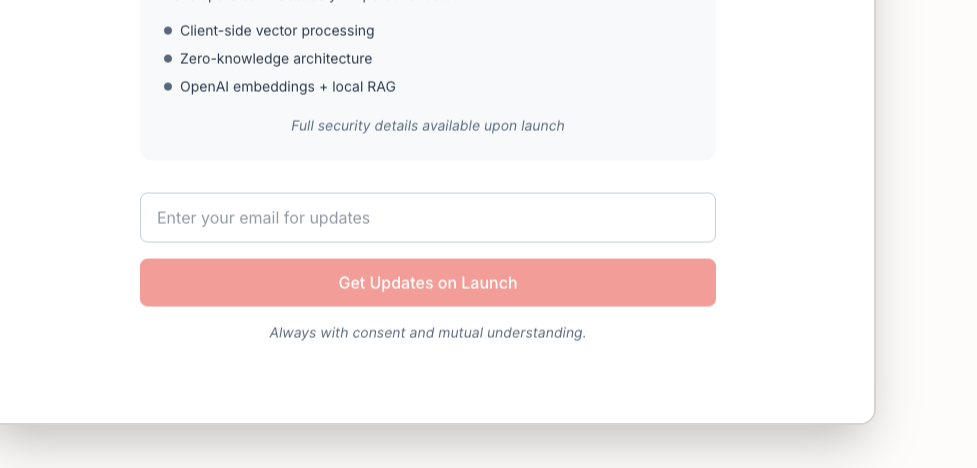 Client-side vector processing
Zero-knowledge architecture
OpenAI embeddings + local RAG
Full security details available upon launch
Enter your email for updates
Get Updates on Launch
Always with consent and mutual understanding.